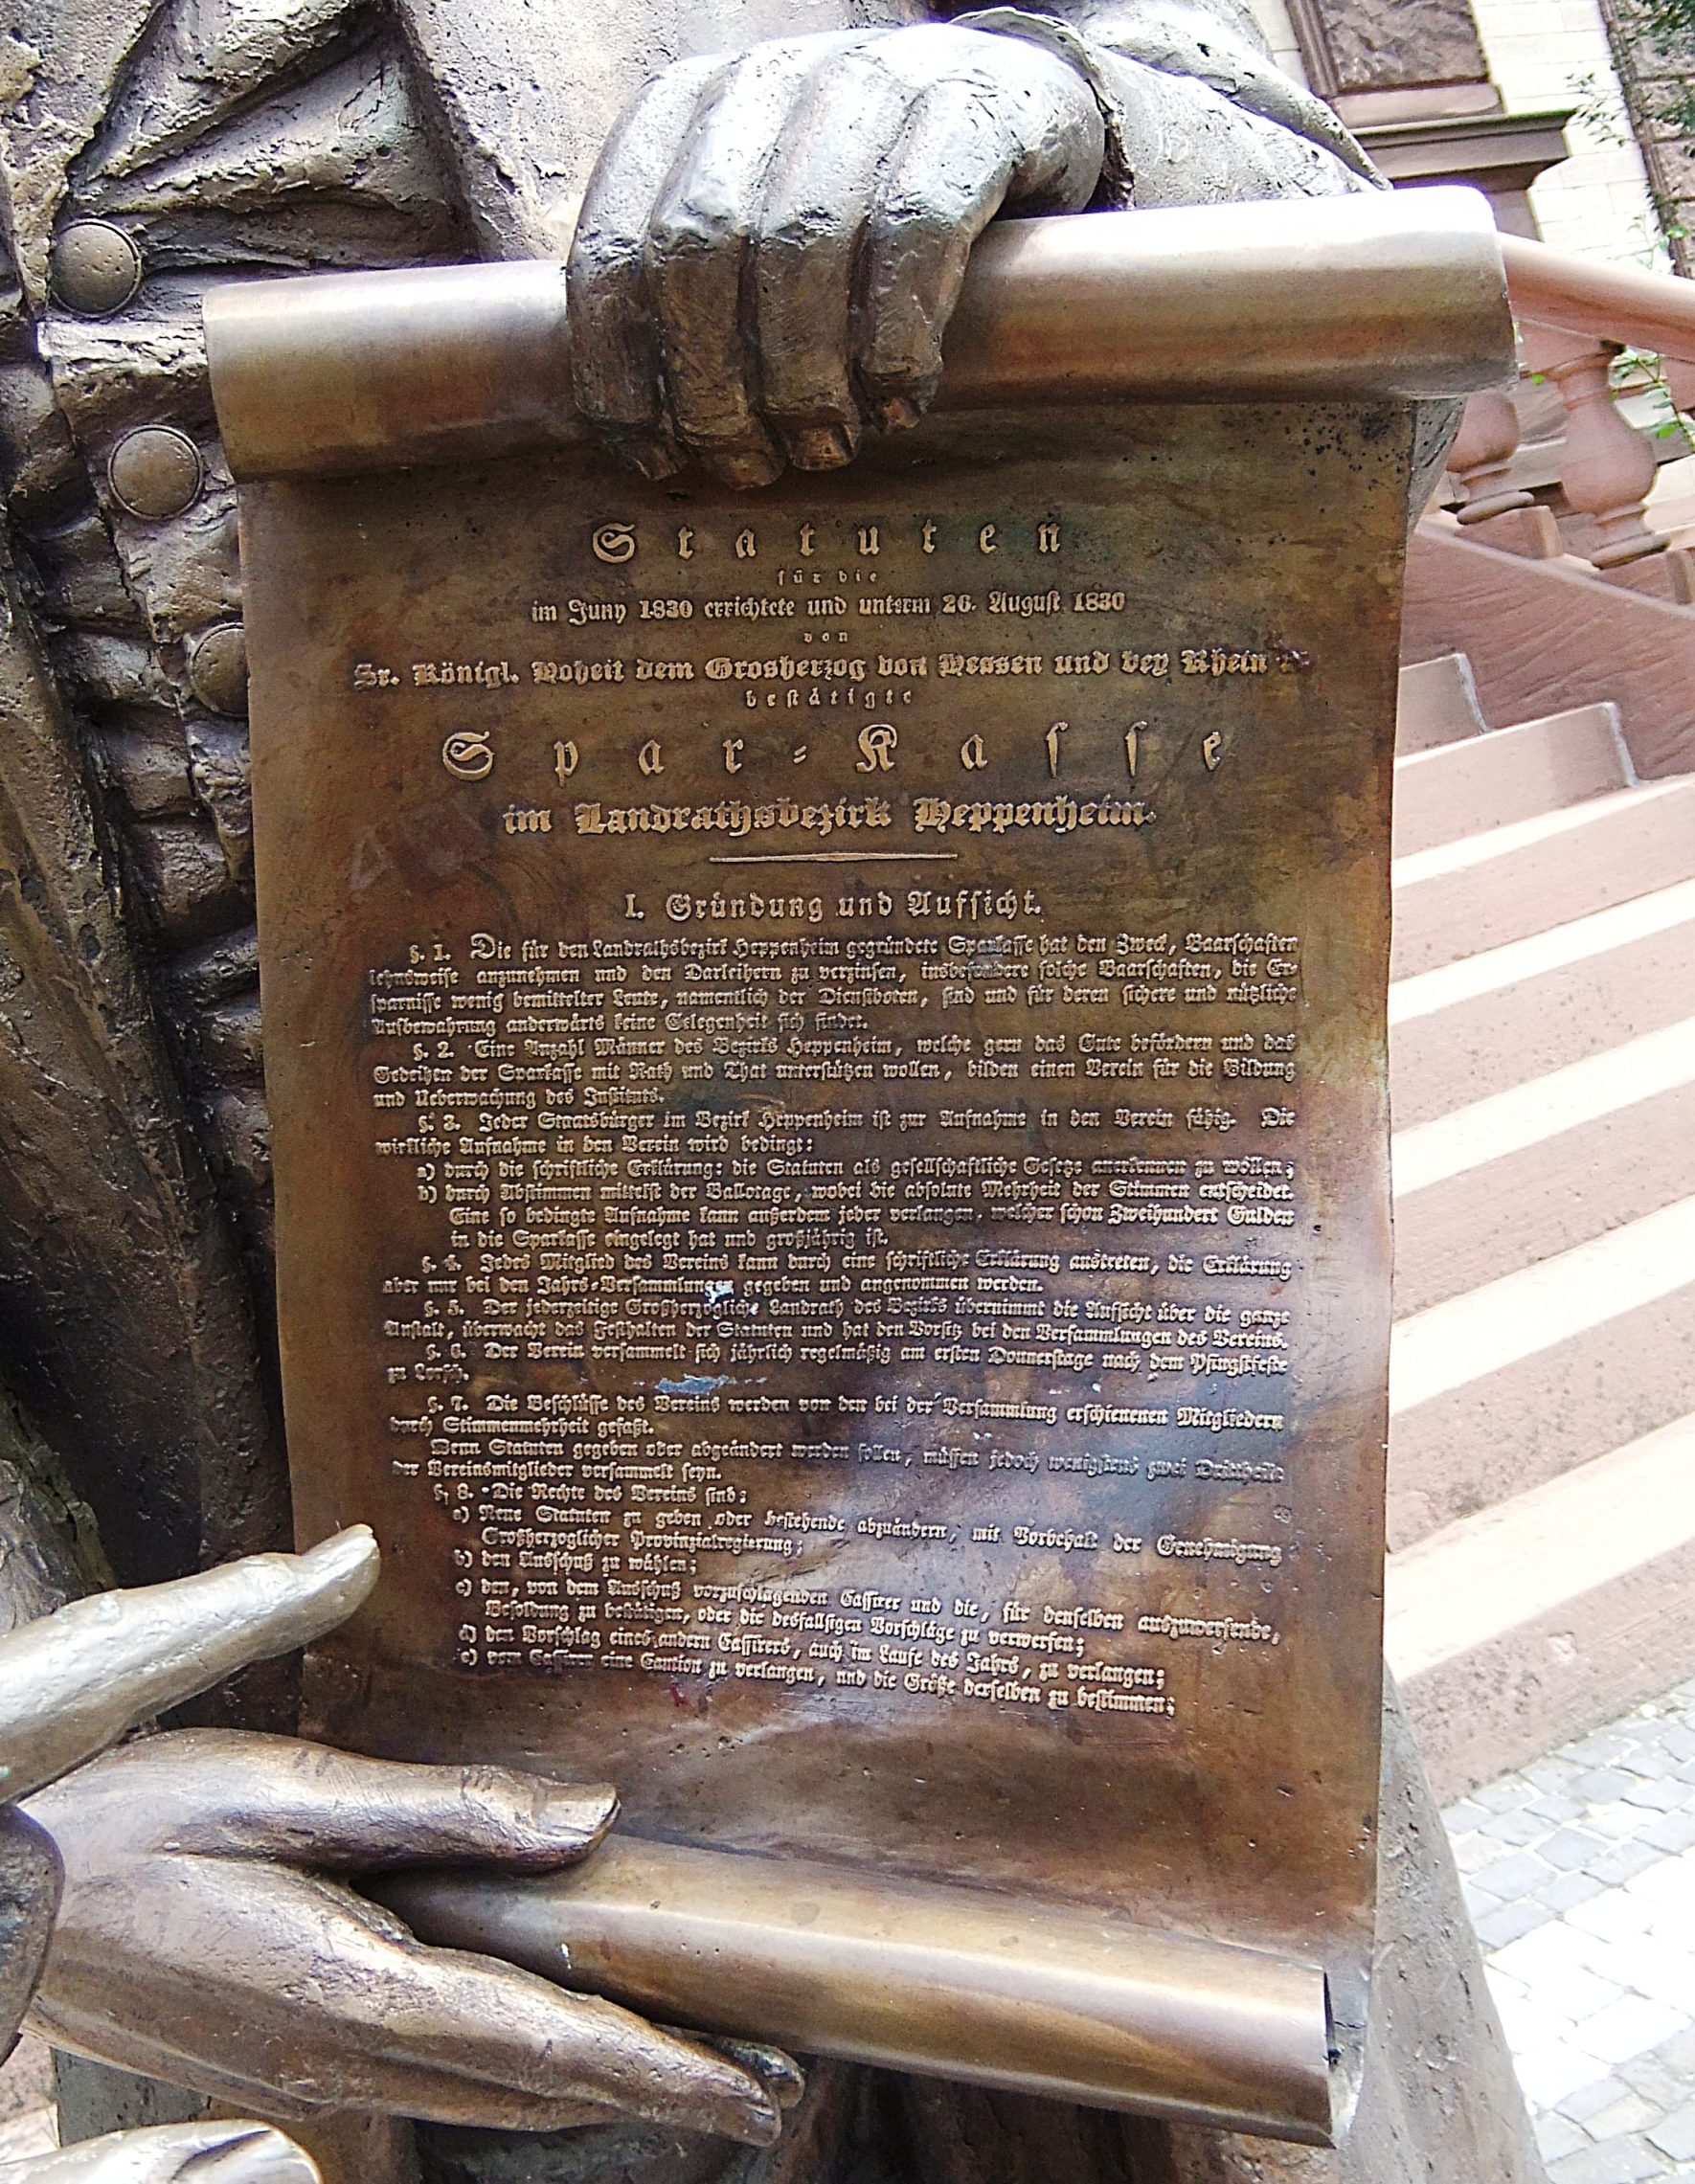 Statuten
für die
im Juny 1830 errichtete und unterm 26. August 1830
von
Sr. Königl. Hoheit dem Grosherzog von Hessen und bey Rhein
bestätigte
Spar-Kasse
im Landrathsbezirk Heppenheim.
I. Gründung und Aufsicht.
§. 1. Die für den Landrathsbezirk Heppenheim gegründete Sparkasse hat den Zweck, Baarschaften
lehnsweise anzunehmen und den Darleihern zu verzinsen, insbesondere solche Baarschaften, die Er-
sparnisse wenig bemittelter Leute, namentlich der Dienstboten, sind und für deren sichere und nützliche
Aufbewahrung anderwärts keine Gelegenheit sich findet.
§. 2. Eine Anzahl Männer des Bezirks Heppenheim, welche gern das Gute befördern und das
Gedeihen der Sparkasse mit Rath und That unterstützen wollen, bilden einen Verein für die Bildung
und Ueberwachung des Instituts.
§. 3. Jeder Staatsbürger im Bezirk Heppenheim ist zur Aufnahme in den Verein fähig. Die
wirkliche Aufnahme in den Verein wird bedingt:
a) durch die schriftliche Erklärung: die Statuten als gesellschaftliche Gesetze anerkennen zu wollen;
b) durch Abstimmen mittelst der Ballotage, wobei die absolute Mehrheit der Stimmen entscheidet.
Eine so bedingte Aufnahme kann außerdem jeder verlangen, welcher schon Zweihundert Gulden
in die Sparkasse eingelegt hat und großjährig ist.
§. 4. Jedes Mitglied des Vereins kann durch eine schriftliche Erklärung austreten, die Erklärung
aber nur bei den Jahrs-Versammlungen gegeben und angenommen werden.
§. 5. Der jederzeitige Großherzogliche Landrath des Bezirks übernimmt die Aufsicht über die ganze
Anstalt, überwacht das Festhalten der Statuten und hat den Vorsitz bei den Versammlungen des Vereins.
§. 6. Der Verein versammelt sich jährlich regelmäßig am ersten Donnerstage nach dem Pfingstfeste
zu Lorsch.
§. 7. Die Beschlüsse des Vereins werden von den bei der Versammlung erschienenen Mitgliedern
durch Stimmenmehrheit gefaßt.
Wenn Statuten gegeben oder abgeändert werden sollen, müssen jedoch wenigstens zwei Drittheile
der Vereinsmitglieder versammelt seyn.
§. 8. Die Rechte des Vereins sind:
a) Neue Statuten zu geben oder bestehende abzuändern, mit Vorbehalt der Genehmigung
Großherzoglicher Provinzialregierung;
b) den Ausschuß zu wählen;
c) den, von dem Ausschuß vorzuschlagenden Cassirer und die, für denselben auszuwerfende,
Besoldung zu bestätigen, oder die desfallsigen Vorschläge zu verwerfen;
d) den Vorschlag eines andern Cassirers, auch im Laufe des Jahrs, zu verlangen;
e) vom Cassirer eine Caution zu verlangen, und die Größe derselben zu bestimmen;